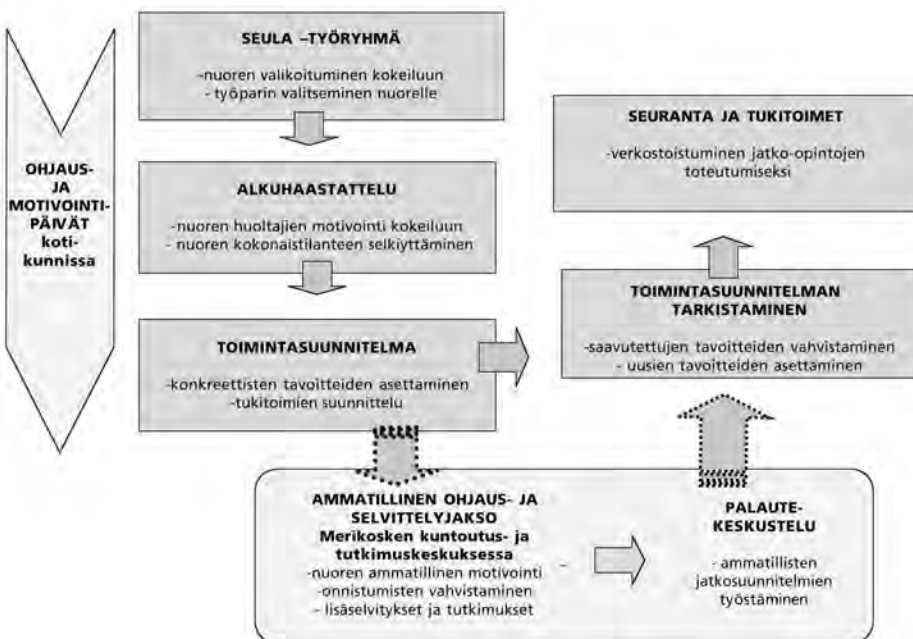 OHJAUS-
JA
MOTIVOINTI-
PÄIVÄT
koti-
kunnissa
SEULA –TYÖRYHMÄ
-nuoren valikoituminen kokeiluun
- työparin valitseminen nuorelle
ALKUHAASTATTELU
-nuoren huoltajien motivointi kokeiluun
- nuoren kokonaistilanteen selkiyttäminen
TOIMINTASUUNNITELMA
-konkreettisten tavoitteiden asettaminen
-tukitoimien suunnittelu
AMMATILLINEN OHJAUS- JA
SELVITTELYJAKSO
Merikosken kuntoutus- ja
tutkimuskeskuksessa
-nuoren ammatillinen motivointi -
-onnistumisten vahvistaminen
- lisäselvitykset ja tutkimukset
PALAUTE-
KESKUSTELU
- ammatillisten
jatkosuunnitelmien
työstäminen
TOIMINTASUUNNITELMAN
TARKISTAMINEN
-saavutettujen tavoitteiden vahvistaminen
- uusien tavoitteiden asettaminen
SEURANTA JA TUKITOIMET
-verkostoistuminen jatko-opintojen
toteutumiseksi